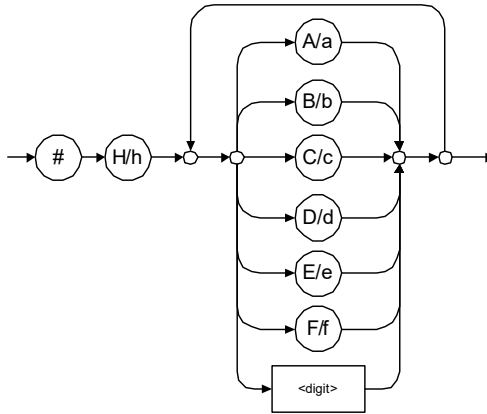 A/a
B/b
# H/h C/c
D/d
E/e
F/f
<digit>